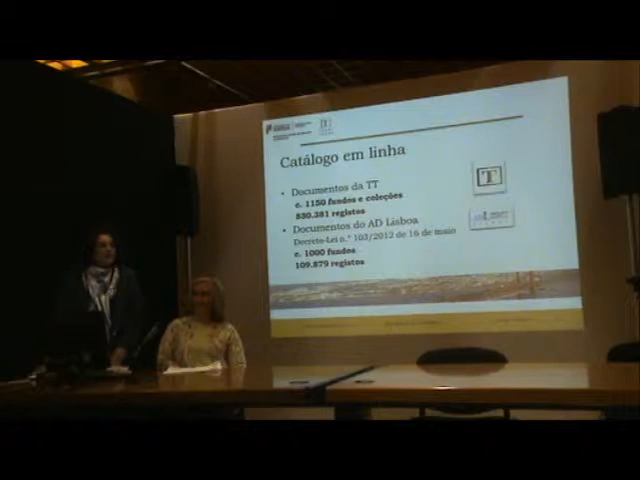 Catálogo em linha
• Documentos da TT
c. 1150 fundos e coleções
830.381 registos
• Documentos do AD Lisboa
Decreto-Lei n.º 103/2012 de 16 de maio
c. 1000 fundos
109.879 registos
T